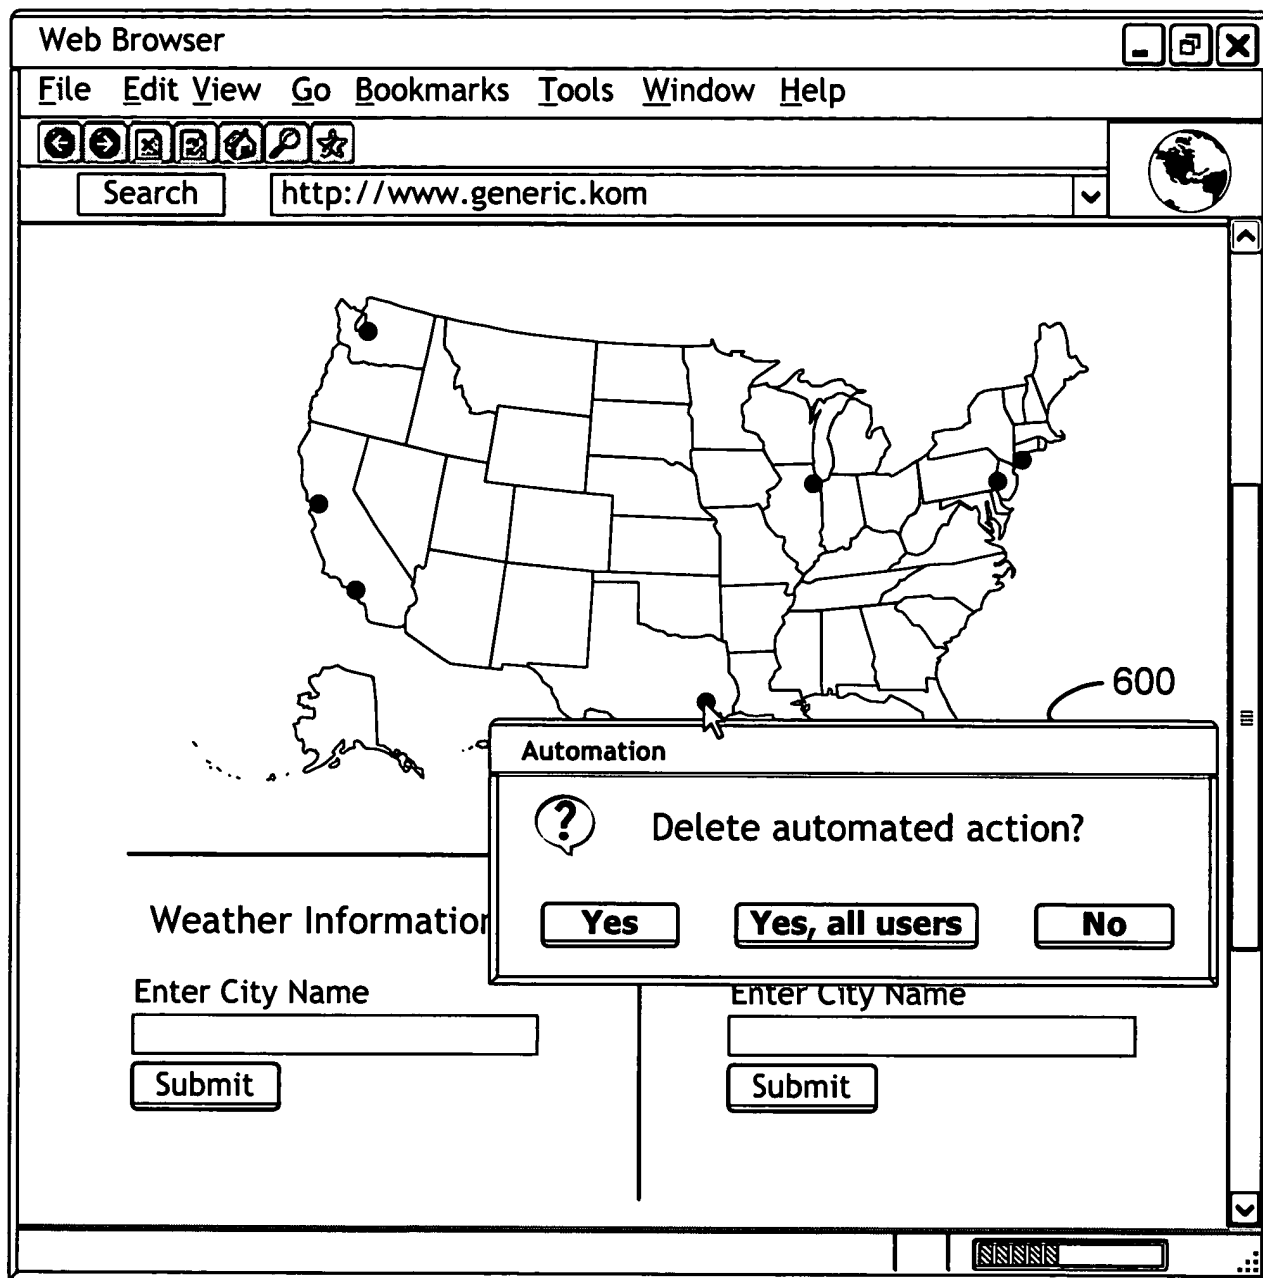 Web Browser
File Edit View Go Bookmarks Tools Window Help
Search http://www.generic.kom
600
Automation
? Delete automated action?
Yes Yes, all users No
Weather Information
Enter City Name Enter City Name
Submit Submit